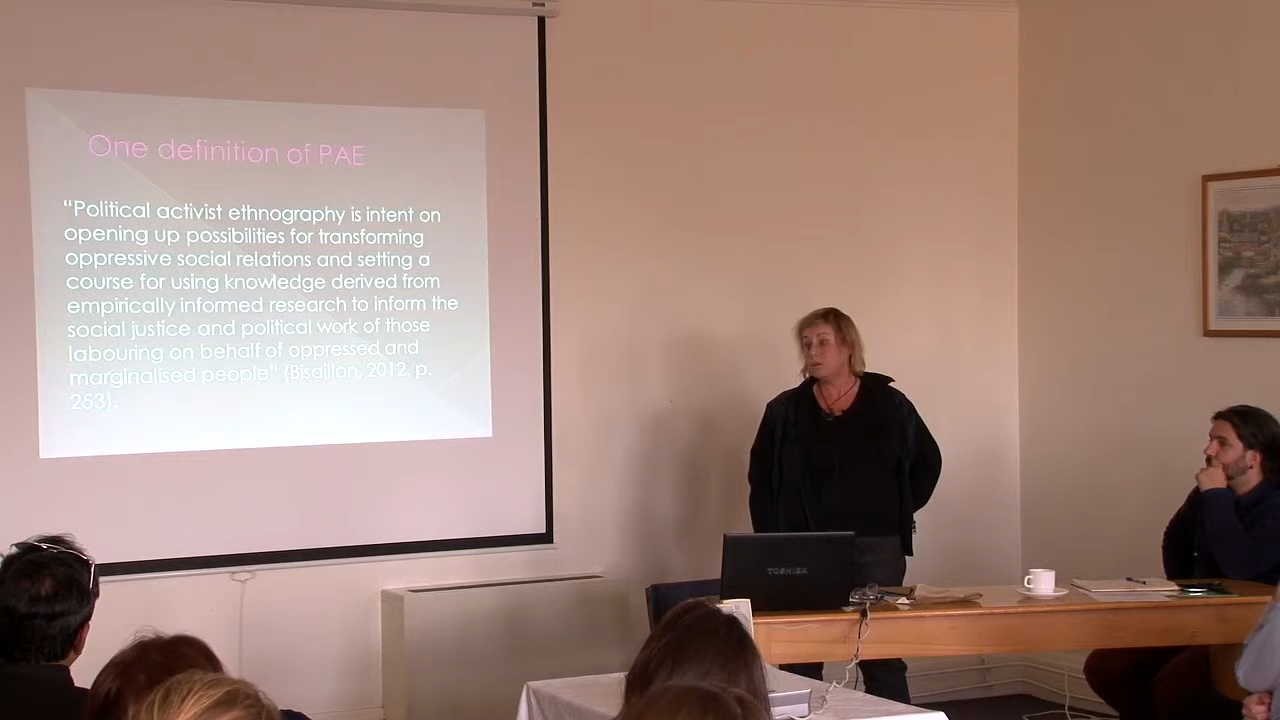 One definition of PAE
“Political activist ethnography is intent on
opening up possibilities for transforming
oppressive social relations and setting a
course for using knowledge derived from
empirically informed research to inform the
social justice and political work of those
labouring on behalf of oppressed and
marginalised people” (Bisaillon, 2012, p.
253).
TOSHIBA